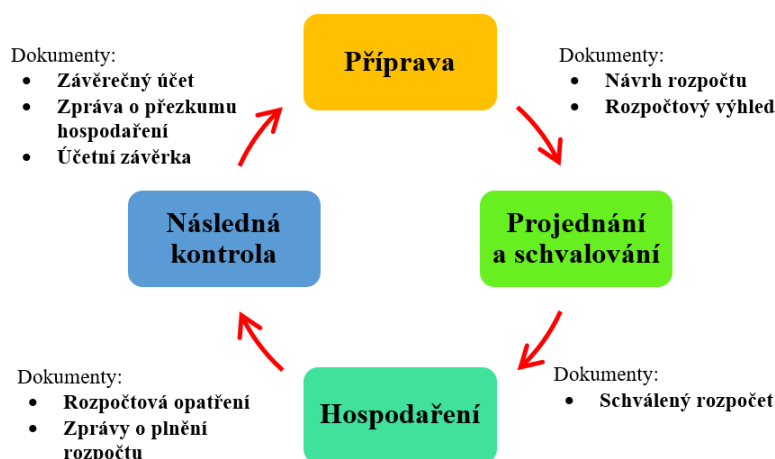 Příprava
Dokumenty:
• Návrh rozpočtu
• Rozpočtový výhled
Projednání
a schvalování
Dokumenty:
• Schválený rozpočet
Hospodaření
Dokumenty:
• Rozpočtová opatření
• Zprávy o plnění
rozpočtu
Následná
kontrola
Dokumenty:
• Závěrečný účet
• Zpráva o přezkumu
hospodaření
• Účetní závěrka